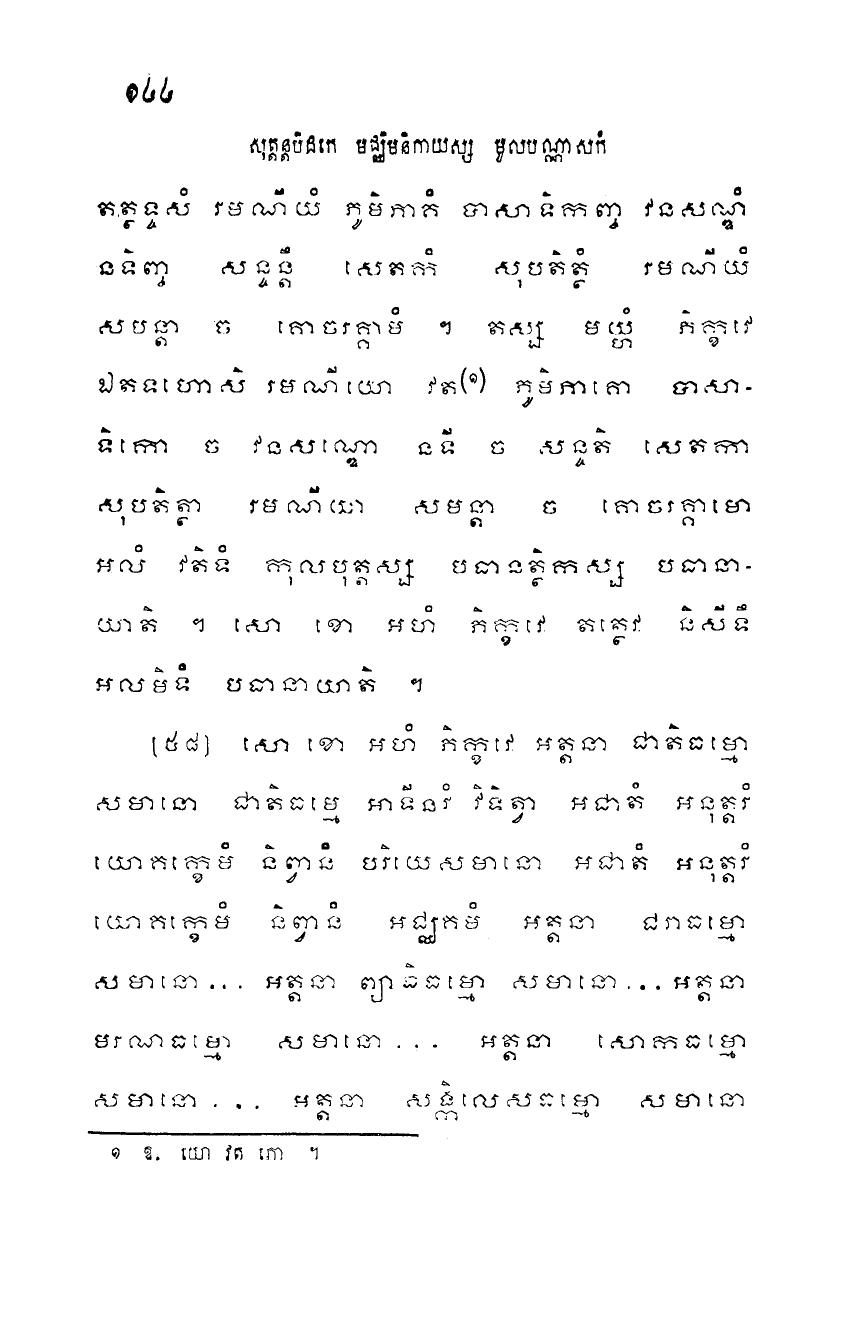 ១៤៤
សុត្តន្តបិដកេ មជ្ឈិមនិកាយស្ស មូលបណ្ណាសកំ
តត្ថទ្ទសំ រមណីយំ ភូមិភាគំ បាសាទិកញ្ច វនសណ្ឌំ
នទិញ្ច សន្ទន្តឹ សេតកំ សុបតិត្ថំ រមណីយំ
សបន្តា ច គោចរគ្គាមំ ។ តស្ស មយ្ហំ ភិក្ខវេ
ឯតទហោសិ រមណីយោ វត(១) ភូមិភាគោ បាសា-
ទិកោ ច វនសណ្ឌោ នទី ច សន្ទតិ សេតកា
សុបតិត្ថា រមណីយា សមន្តា ច គោចរគ្គាមោ
អលំ វតិទំ កុលបុត្តស្ស បធានត្ថិកស្ស បធានា-
យាតិ ។ សោ ខោ អហំ ភិក្ខវេ តត្ថេវ និសីទឹ
អលមិទំ បធានាយាតិ ។
[៥៨] សោ ខោ អហំ ភិក្ខវេ អត្តនា ជាតិធម្មោ
សមានោ ជាតិធម្មេ អាទីនវំ វិទិត្វា អជាតំ អនុត្តរំ
យោគក្ខេមំ និព្វានំ បរិយេសមានោ អជាតំ អនុត្តរំ
យោគក្ខេមំ និព្វានំ អជ្ឈគមំ អត្តនា ជរាធម្មោ
សមានោ... អត្តនា ព្យាធិធម្មោ សមានោ... អត្តនា
មរណាធម្មោ សមានោ... អត្តនា សោកធម្មោ
សមានោ... អត្តនា សង្កិលេសធម្មោ សមានោ
១ ឱ. យោ វត ភោ ។